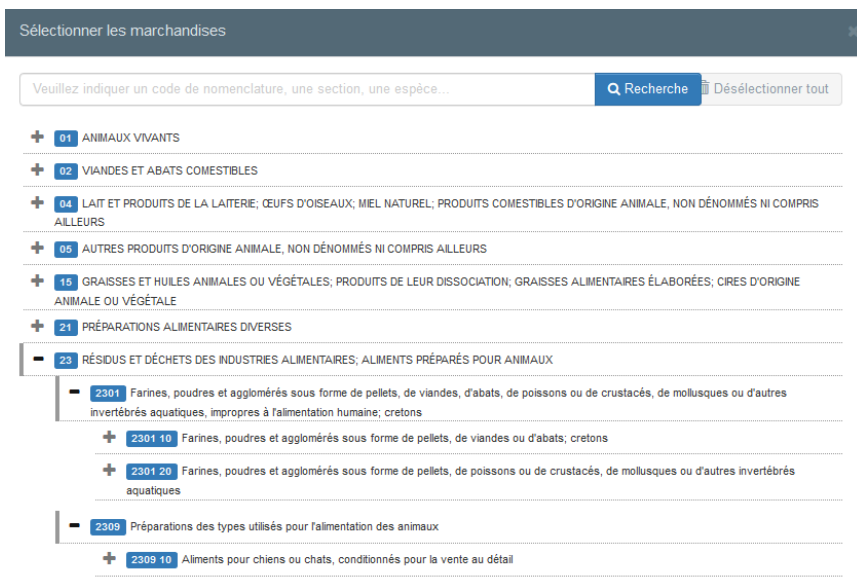 Sélectionner les marchandises
Veuillez indiquer un code de nomenclature, une section, une espèce... Recherche Désélectionner tout
01 ANIMAUX VIVANTS
02 VIANDES ET ABATS COMESTIBLES
04 LAIT ET PRODUITS DE LA LAITERIE; ŒUFS D'OISEAUX; MIEL NATUREL; PRODUITS COMESTIBLES D'ORIGINE ANIMALE, NON DÉNOMMÉS NI COMPRIS
AILLEURS
05 AUTRES PRODUITS D'ORIGINE ANIMALE, NON DÉNOMMÉS NI COMPRIS AILLEURS
15 GRAISSES ET HUILES ANIMALES OU VÉGÉTALES; PRODUITS DE LEUR DISSOCIATION; GRAISSES ALIMENTAIRES ÉLABORÉES; CIRES D'ORIGINE
ANIMALE OU VÉGÉTALE
21 PRÉPARATIONS ALIMENTAIRES DIVERSES
23 RÉSIDUS ET DÉCHETS DES INDUSTRIES ALIMENTAIRES; ALIMENTS PRÉPARÉS POUR ANIMAUX
2301 Farines, poudres et agglomérés sous forme de pellets, de viandes, d'abats, de poissons ou de crustacés, de mollusques ou d'autres
invertébrés aquatiques, impropres à l'alimentation humaine; cretons
2301 10 Farines, poudres et agglomérés sous forme de pellets, de viandes ou d'abats; cretons
2301 20 Farines, poudres et agglomérés sous forme de pellets, de poissons ou de crustacés, de mollusques ou d'autres invertébrés
aquatiques
2309 Préparations des types utilisés pour l'alimentation des animaux
2309 10 Aliments pour chiens ou chats, conditionnés pour la vente au détail